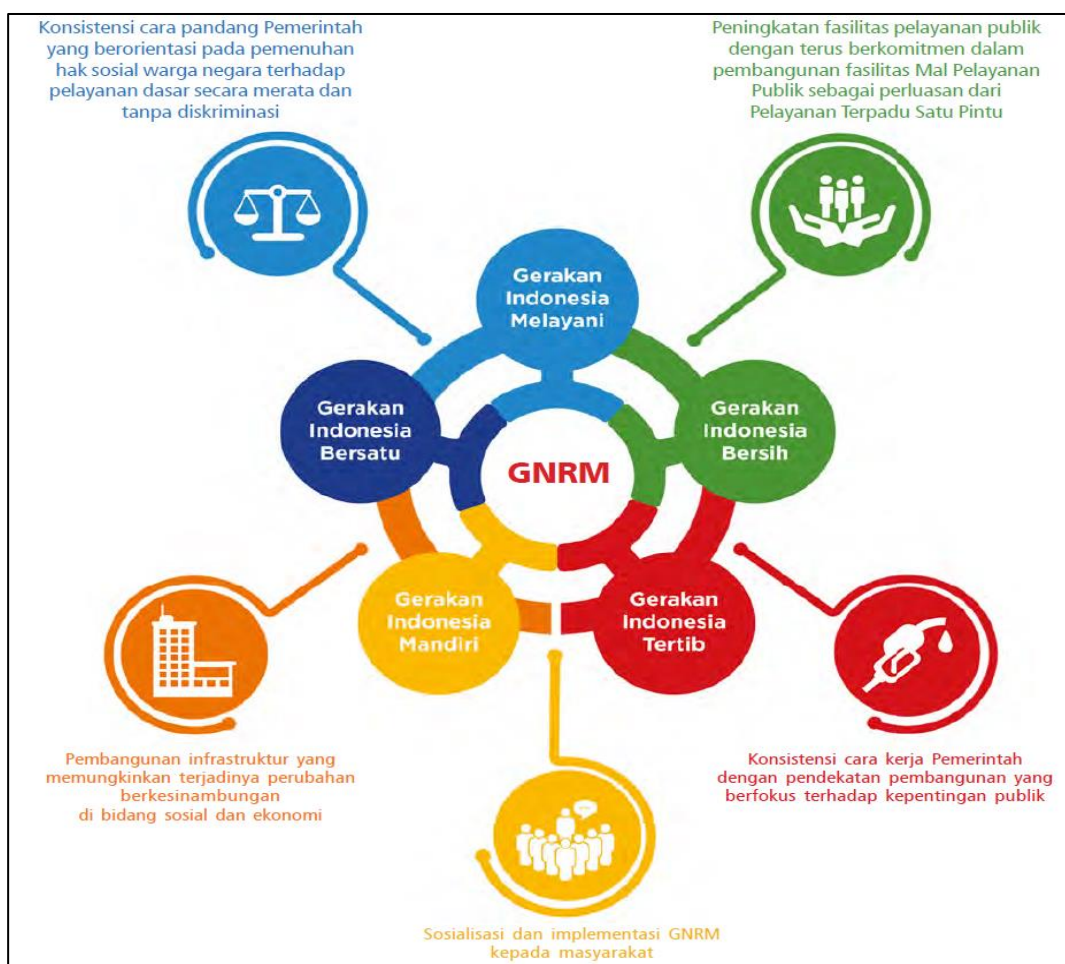 Konsistensi cara pandang Pemerintah
yang berorientasi pada pemenuhan
hak sosial warga negara terhadap
pelayanan dasar secara merata dan
tanpa diskriminasi
Peningkatan fasilitas pelayanan publik
dengan terus berkomitmen dalam
pembangunan fasilitas Mal Pelayanan
Publik sebagai perluasan dari
Pelayanan Terpadu Satu Pintu
Gerakan
Indonesia
Melayani
Gerakan
Indonesia
Bersatu
Gerakan
Indonesia
Bersih
GNRM
Gerakan
Indonesia
Mandiri
Gerakan
Indonesia
Tertib
Pembangunan infrastruktur yang
memungkinkan terjadinya perubahan
berkesinambungan
di bidang sosial dan ekonomi
Konsistensi cara kerja Pemerintah
dengan pendekatan pembangunan yang
berfokus terhadap kepentingan publik
Sosialisasi dan implementasi GNRM
kepada masyarakat